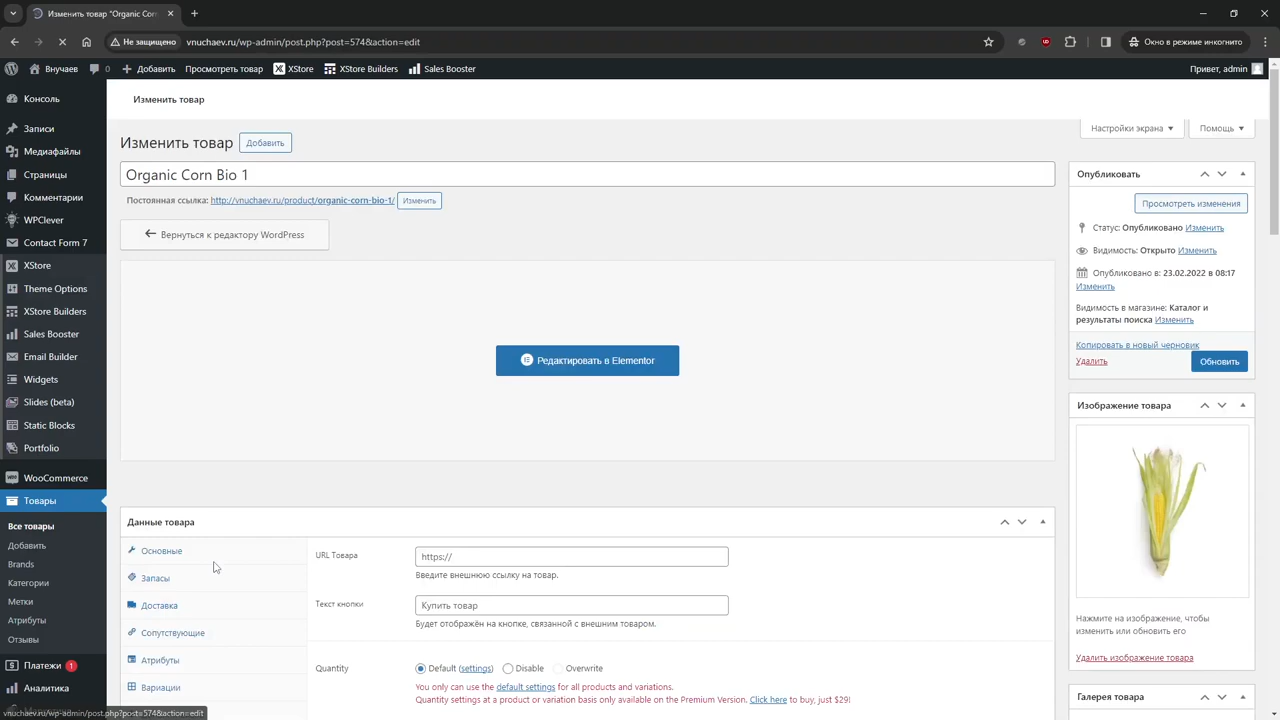 Изменить товар "Organic Corn
Не защищено
vnuchaev.ru/wp-admin/post.php?post=574&action=edit
Окно в режиме инкогнито
Внучаев
0
Добавить
Просмотреть товар
XStore
XStore Builders
Sales Booster
Привет, admin
Консоль
Записи
Медиафайлы
Страницы
Комментарии
WPClever
Contact Form 7
XStore
Theme Options
XStore Builders
Sales Booster
Email Builder
Widgets
Slides (beta)
Static Blocks
Portfolio
WooCommerce
Товары
Все товары
Добавить
Brands
Категории
Метки
Атрибуты
Отзывы
Платежи 1
Аналитика
vnuchaev.ru/wp-admin/post.php?post=574&action=edit
Изменить товар
Настройки экрана
Помощь
Изменить товар
Добавить
Organic Corn Bio 1
Постоянная ссылка: http://vnuchaev.ru/product/organic-corn-bio-1/ Изменить
Вернуться к редактору WordPress
Редактировать в Elementor
Данные товара
Основные
Запасы
Доставка
Сопутствующие
Атрибуты
Вариации
URL Товара
https://
Введите внешнюю ссылку на товар.
Текст кнопки
Купить товар
Будет отображён на кнопке, связанной с внешним товаром.
Quantity
Default (settings)
Disable
Overwrite
You only can use the default settings for all products and variations.
Quantity settings at a product or variation basis only available on the Premium Version. Click here to buy, just $29!
Опубликовать
Просмотреть изменения
Статус: Опубликовано Изменить
Видимость: Открыто Изменить
Опубликовано в: 23.02.2022 в 08:17
Изменить
Видимость в магазине: Каталог и
результаты поиска Изменить
Копировать в новый черновик
Удалить
Обновить
Изображение товара
Нажмите на изображение, чтобы
изменить или обновить его
Удалить изображение товара
Галерея товара